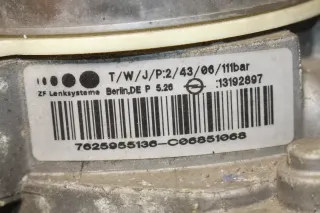 T/W/J/P:2/43/06/111bar
ZF Lenksysteme Berlin,DE P 5.26 :13192897
7625955136-C06851068